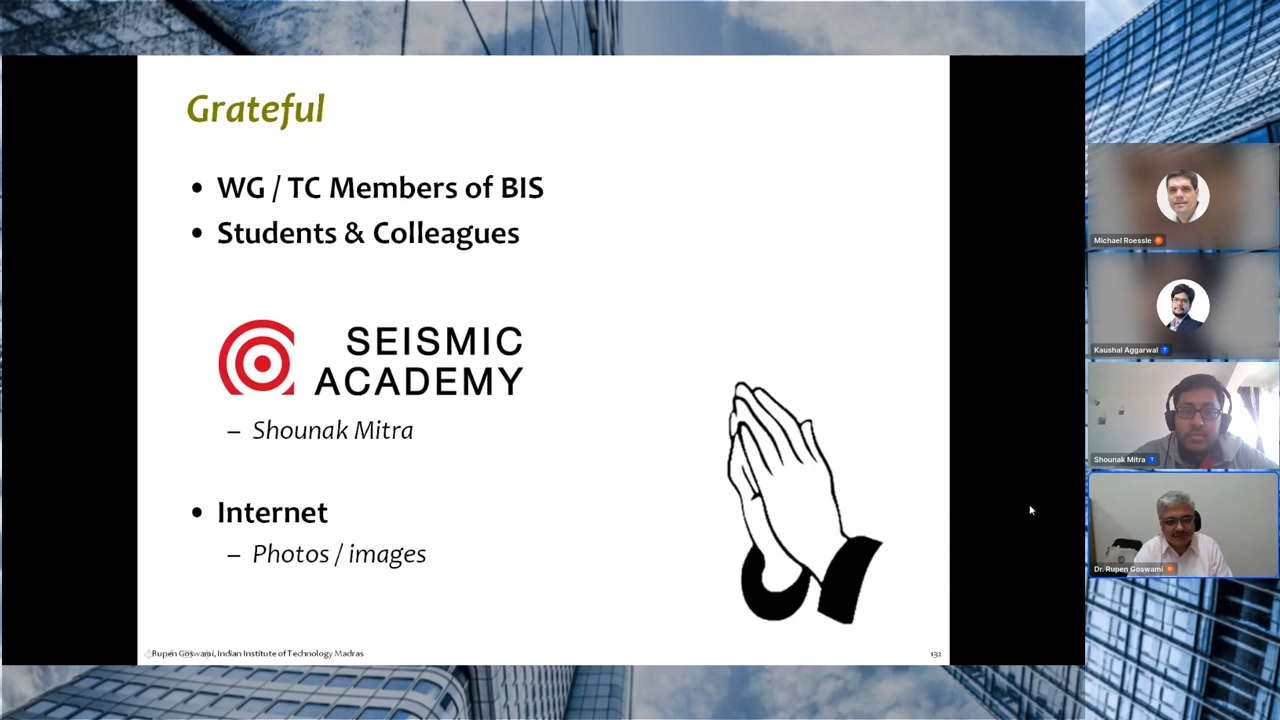 Grateful
• WG / TC Members of BIS
• Students & Colleagues
SEISMIC
ACADEMY
– Shounak Mitra
• Internet
– Photos / images
Rupen Goswami, Indian Institute of Technology Madras
132
Michael Roessle
Kaushal Aggarwal
Shounak Mitra
Dr. Rupen Goswami